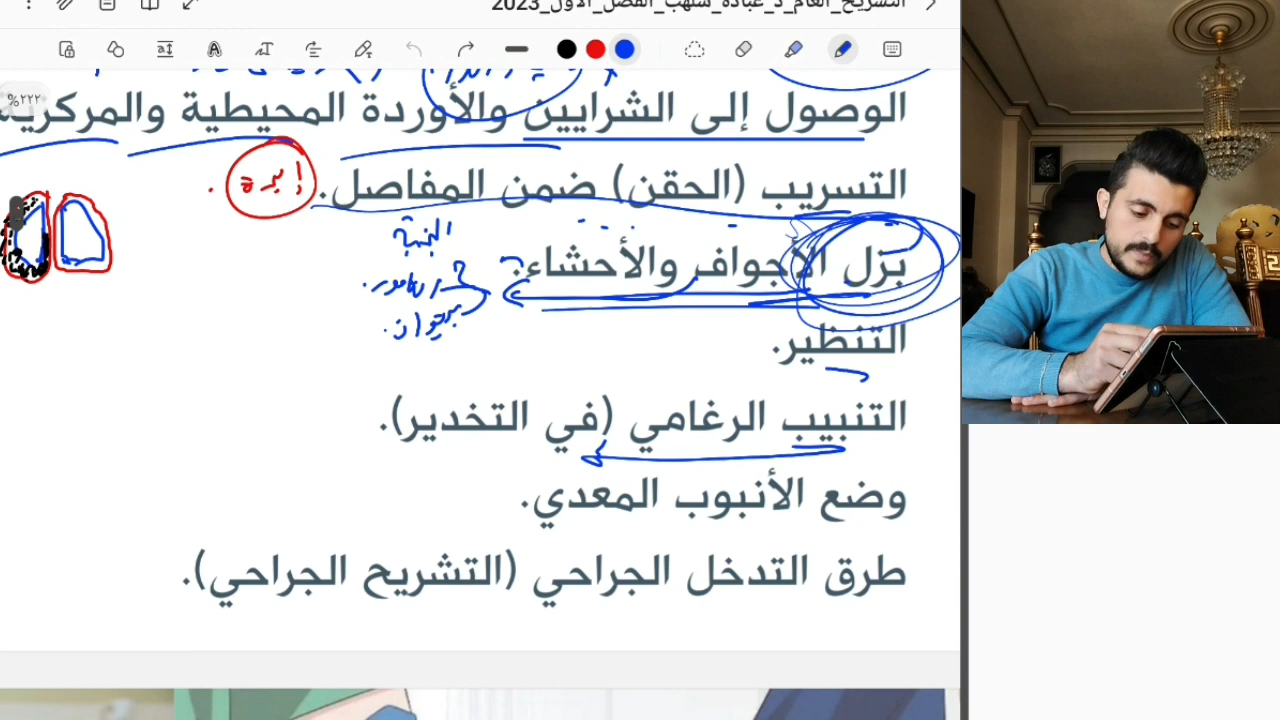 التشريح_العام_د_عبادة_سلهب_الفصل_الأول_2023
%٢٢٢
الوصول إلى الشرايين والأوردة المحيطية والمركزية
التسريب (الحقن) ضمن المفاصل.
إبرة
بزل الأجواف والأحشاء.
التنظير.
التنبيب الرغامي (في التخدير).
وضع الأنبوب المعدي.
طرق التدخل الجراحي (التشريح الجراحي).